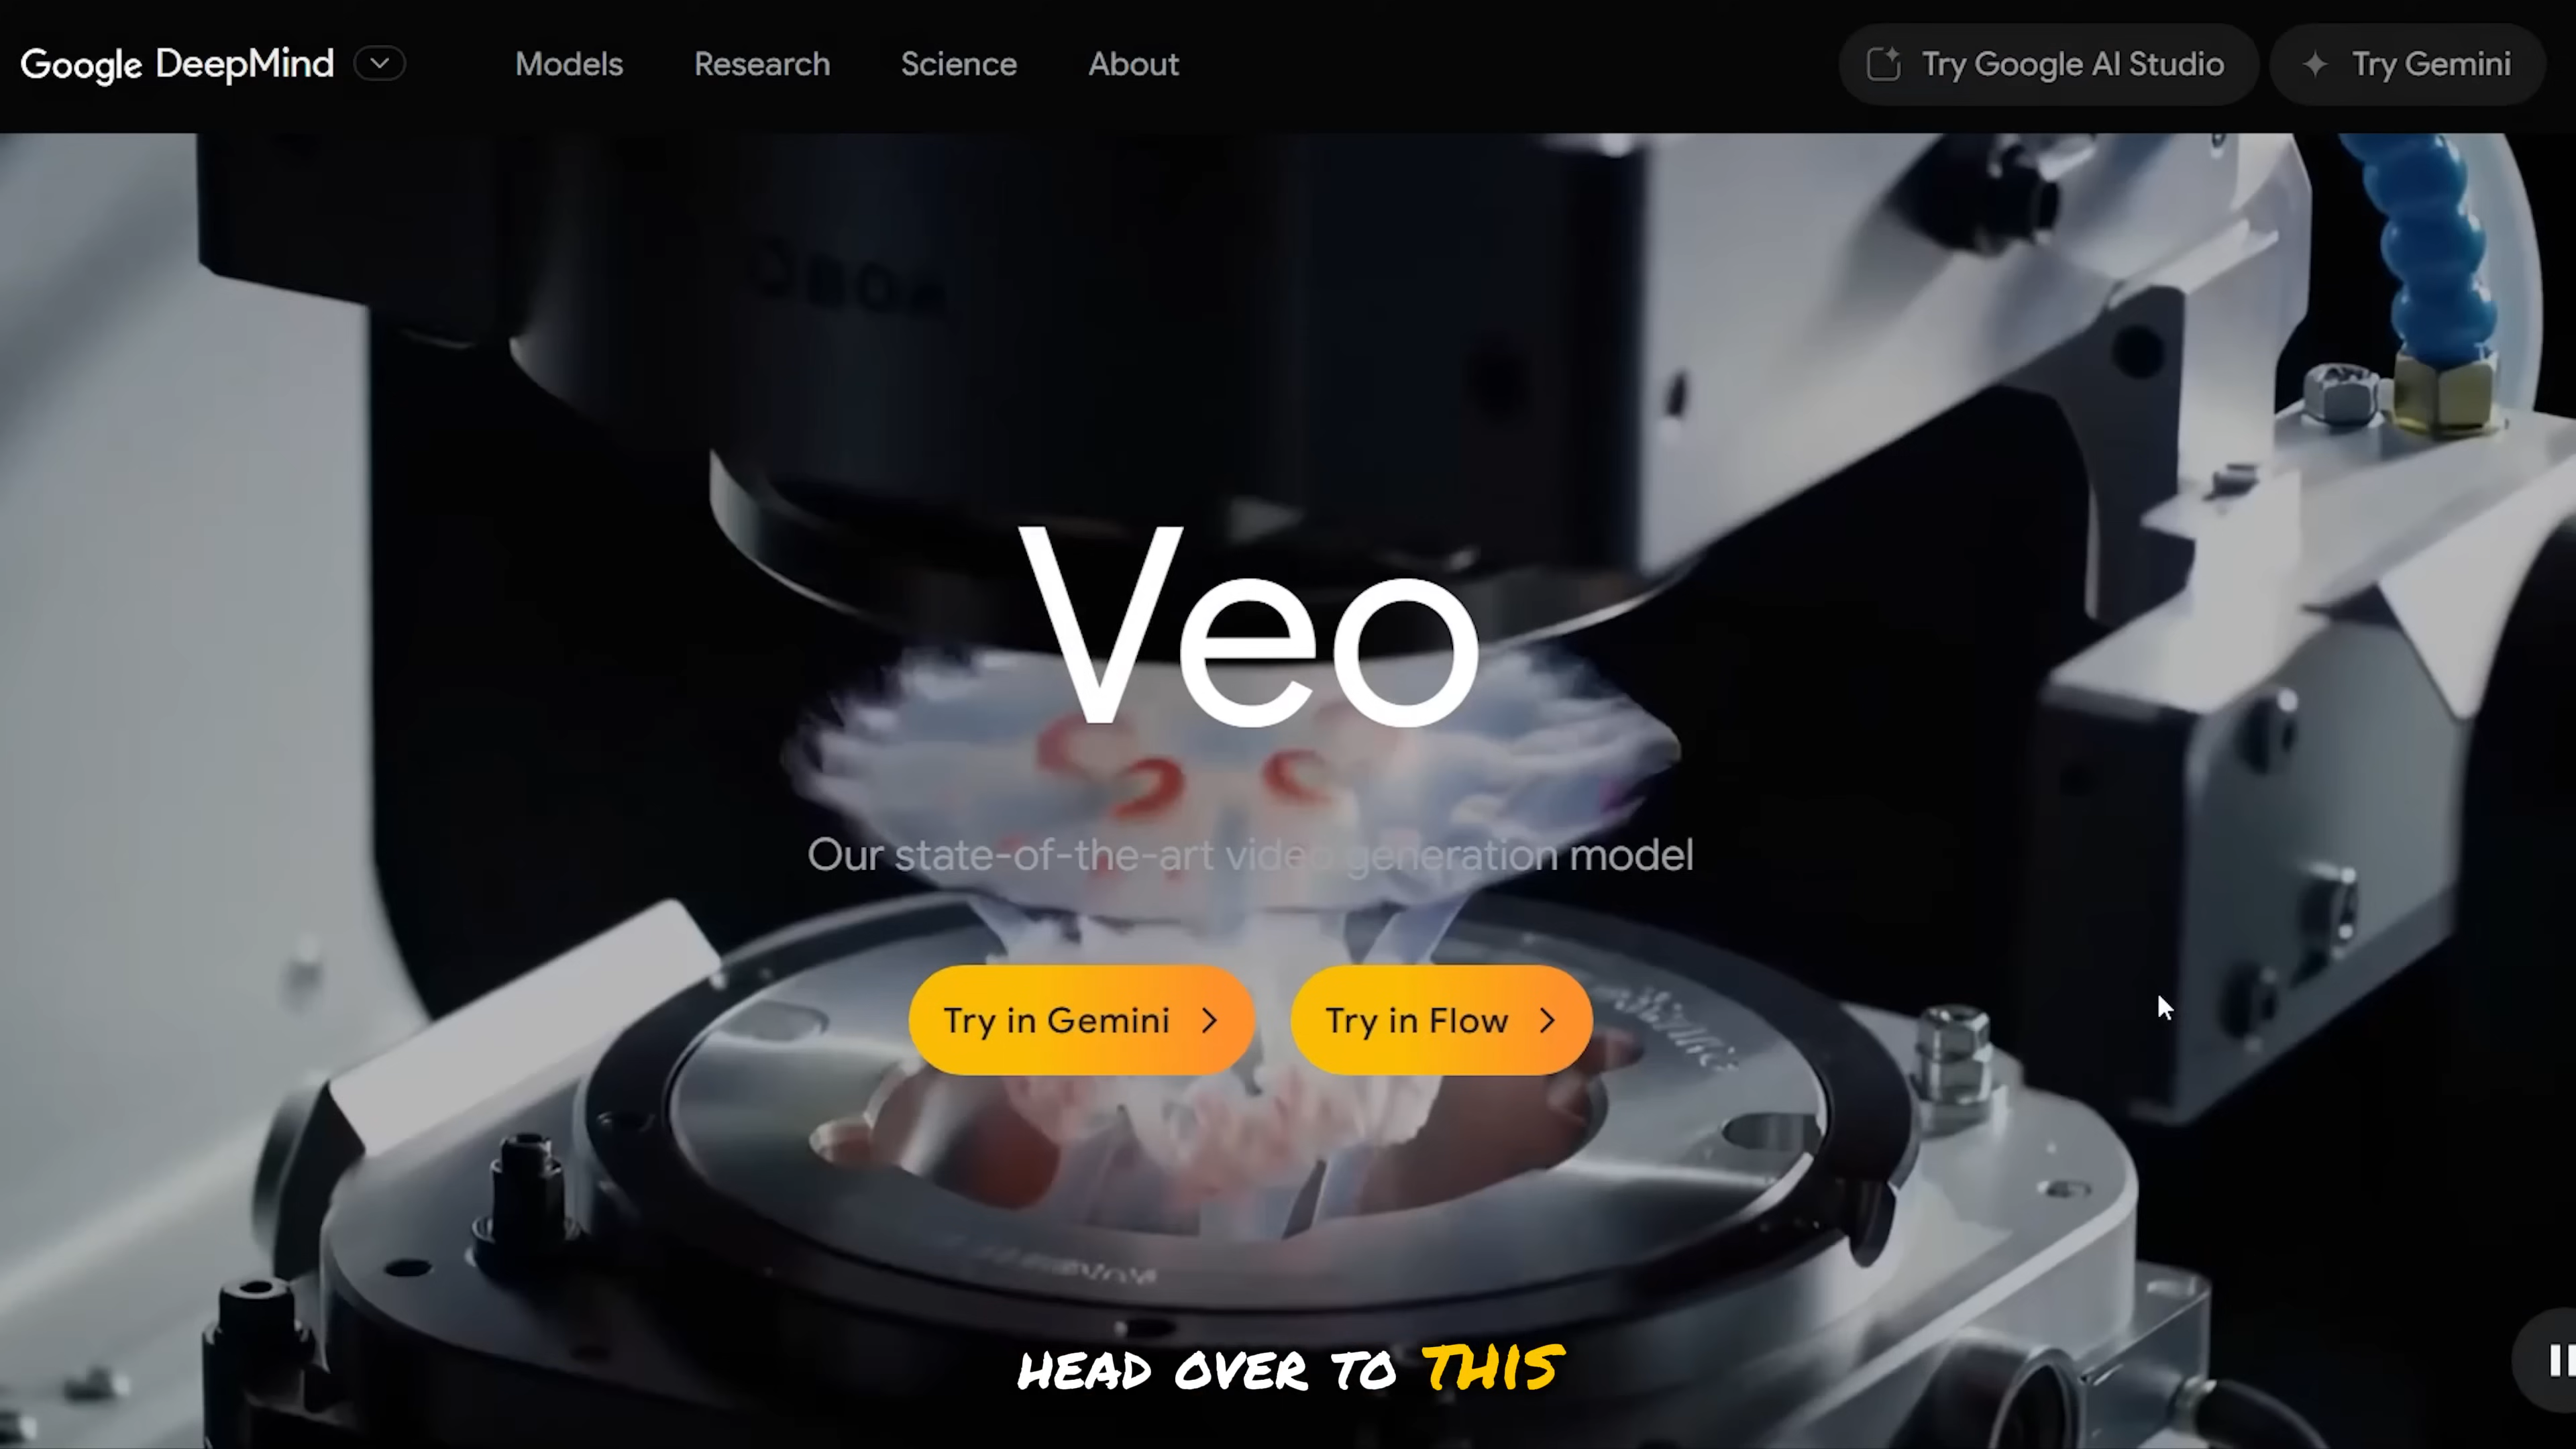 Google DeepMind
Models
Research
Science
About
Try Google AI Studio
Try Gemini
Veo
Our state-of-the-art video generation model
Try in Gemini
Try in Flow
HEAD OVER TO THIS